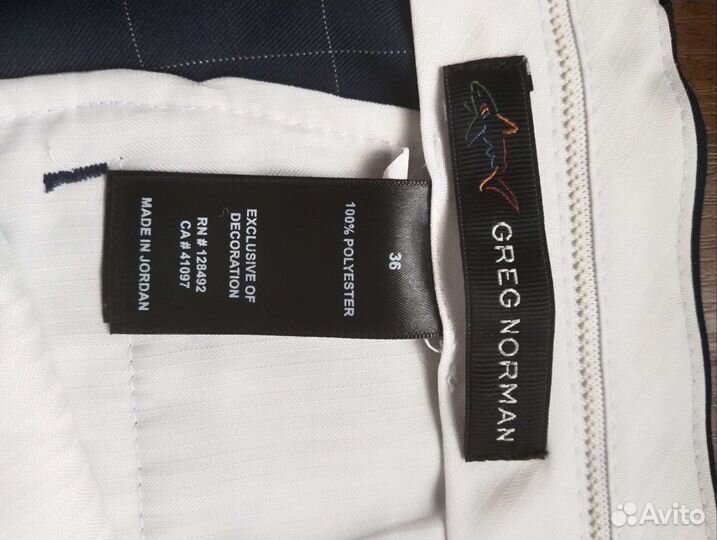 36
100% POLYESTER
EXCLUSIVE OF
DECORATION
RN # 128492
CA # 41097
MADE IN JORDAN
GREG NORMAN
Avito